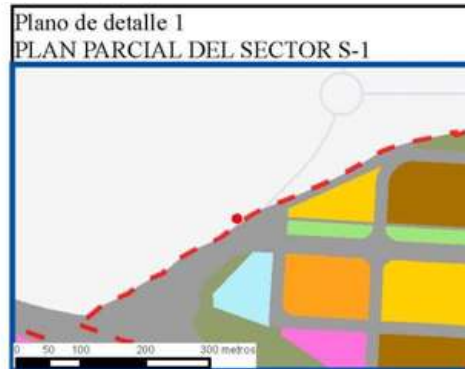 Plano de detalle 1
PLAN PARCIAL DEL SECTOR S-1
0 50 100 200 300 metros